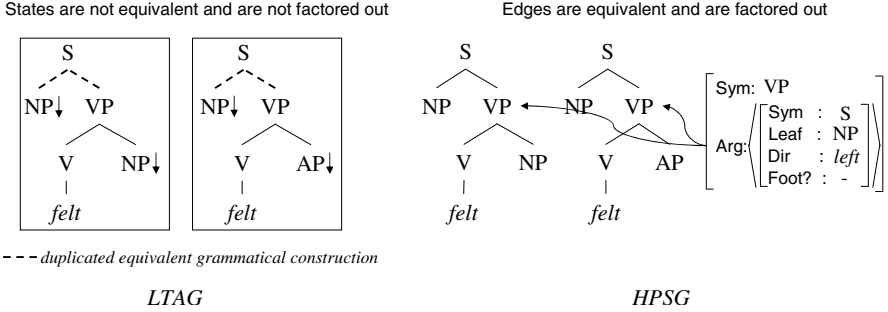 States are not equivalent and are not factored out
S
NP↓ VP
V NP↓
felt
S
NP↓ VP
V AP↓
felt
--- duplicated equivalent grammatical construction
LTAG
Edges are equivalent and are factored out
S
NP VP
V NP
felt
S
NP VP
V AP
felt
Sym: VP
Arg:
Sym : S
Leaf : NP
Dir : left
Foot? : -
HPSG